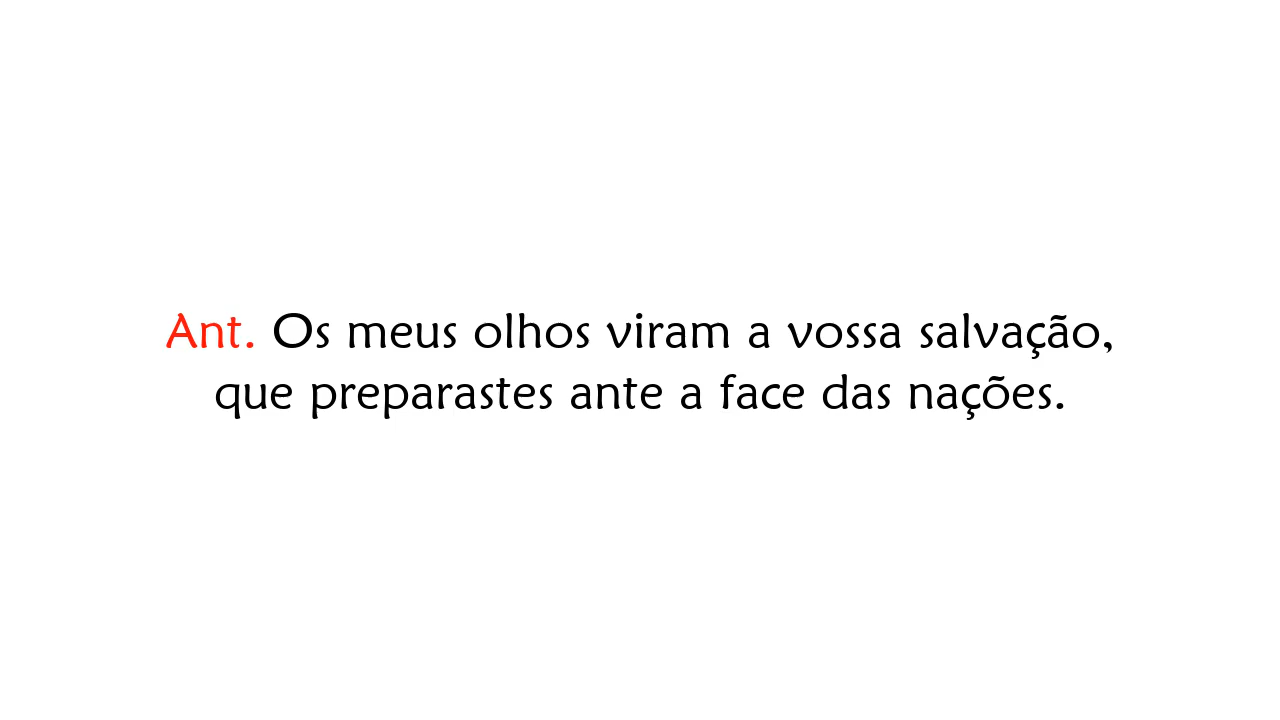 Ant. Os meus olhos viram a vossa salvação,
que preparastes ante a face das nações.